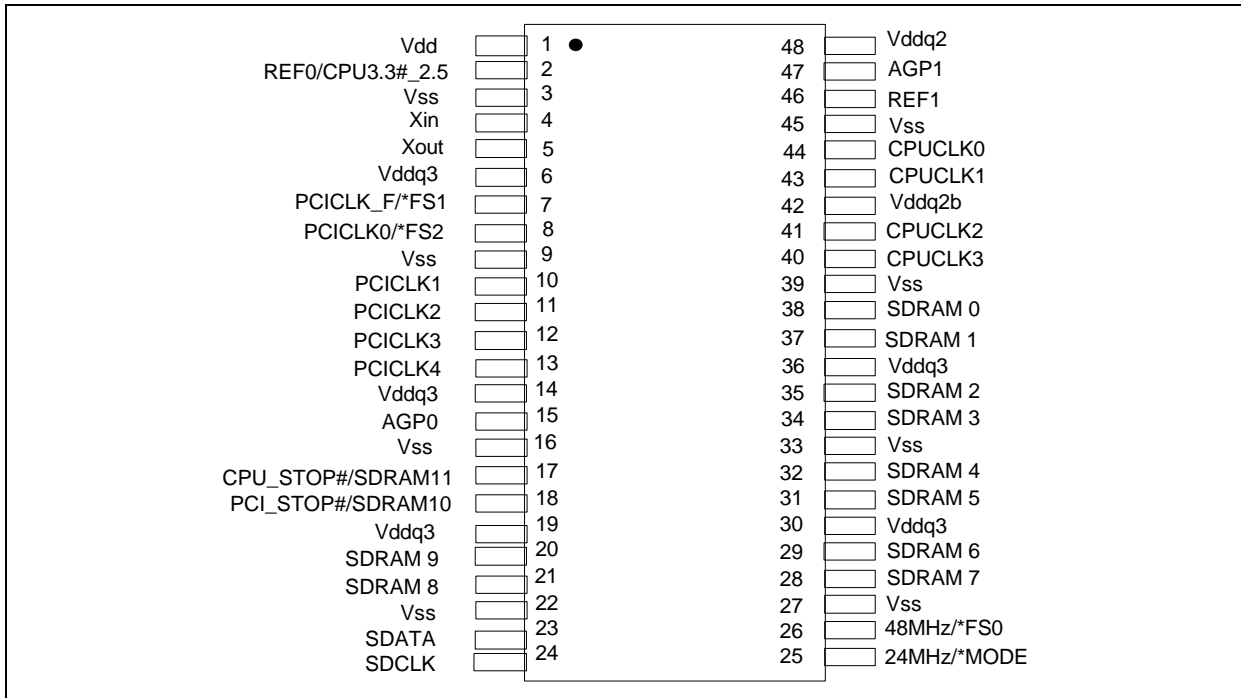 Vdd 1 48 Vddq2
REF0/CPU3.3#_2.5 2 47 AGP1
Vss 3 46 REF1
Xin 4 45 Vss
Xout 5 44 CPUCLK0
Vddq3 6 43 CPUCLK1
PCICLK_F/*FS1 7 42 Vddq2b
PCICLK0/*FS2 8 41 CPUCLK2
Vss 9 40 CPUCLK3
PCICLK1 10 39 Vss
PCICLK2 11 38 SDRAM 0
PCICLK3 12 37 SDRAM 1
PCICLK4 13 36 Vddq3
Vddq3 14 35 SDRAM 2
AGP0 15 34 SDRAM 3
Vss 16 33 Vss
CPU_STOP#/SDRAM11 17 32 SDRAM 4
PCI_STOP#/SDRAM10 18 31 SDRAM 5
Vddq3 19 30 Vddq3
SDRAM 9 20 29 SDRAM 6
SDRAM 8 21 28 SDRAM 7
Vss 22 27 Vss
SDATA 23 26 48MHz/*FS0
SDCLK 24 25 24MHz/*MODE